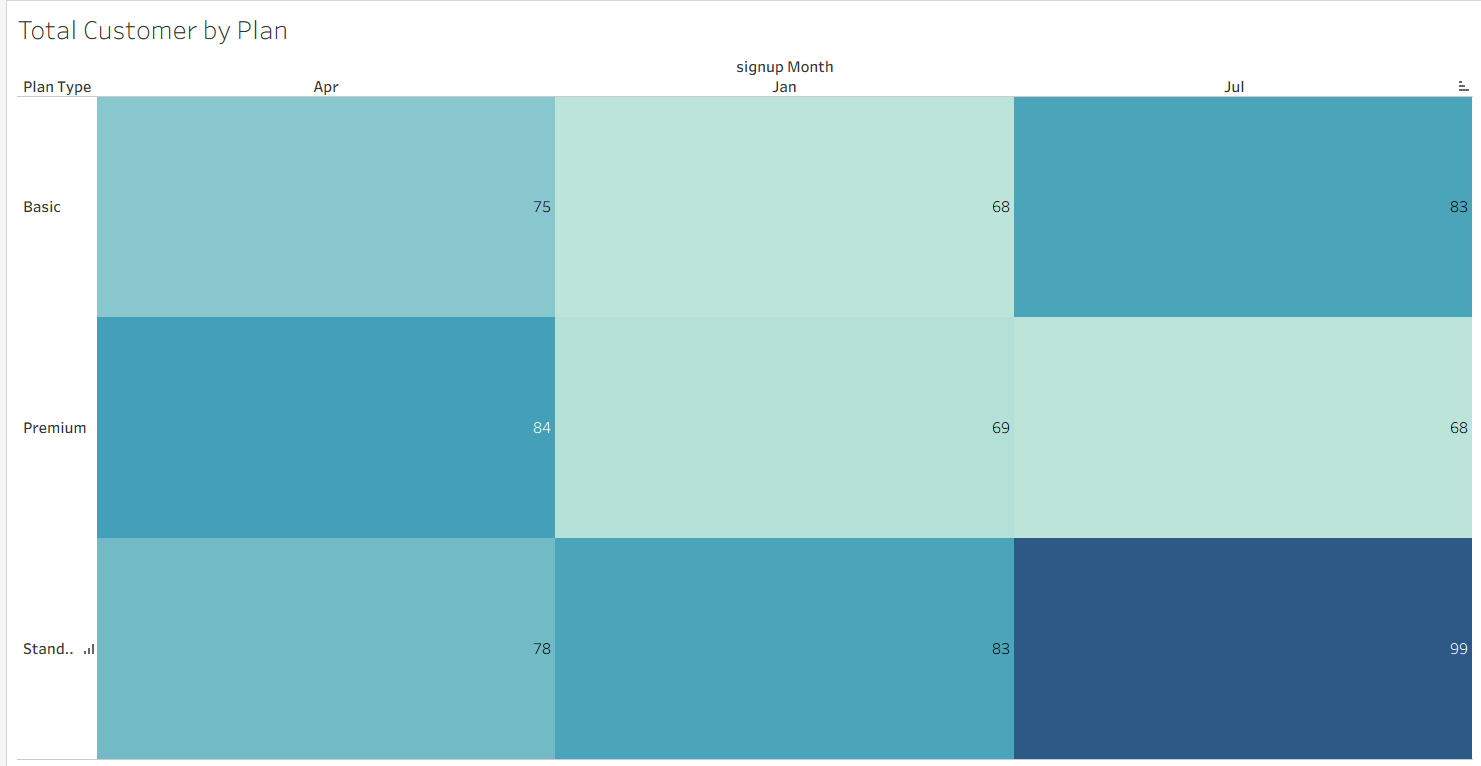 Total Customer by Plan
signup Month
Plan Type Apr Jan Jul
Basic 75 68 83
Premium 84 69 68
Stand.. 78 83 99